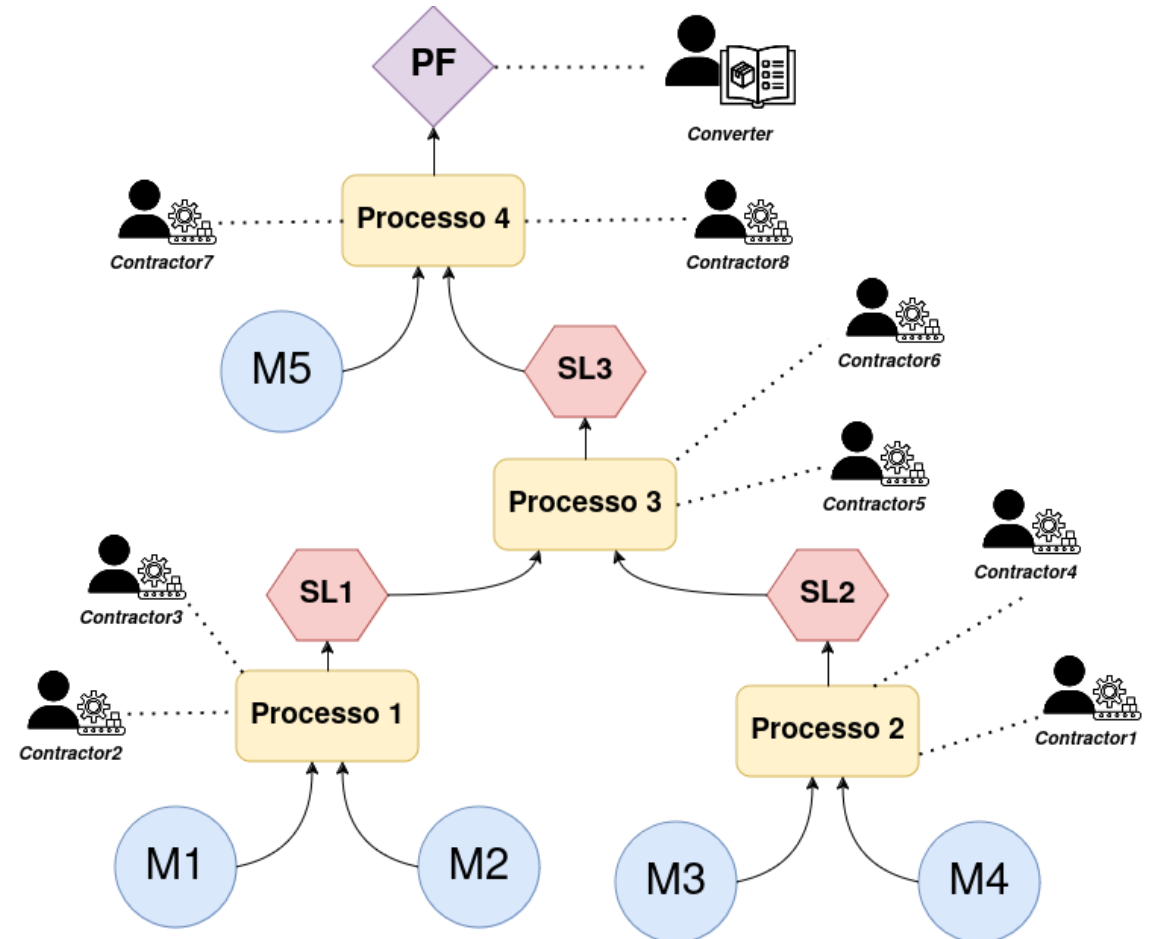 PF
Converter
Processo 4
Contractor7
Contractor8
M5
SL3
Contractor6
Processo 3
Contractor5
Contractor4
SL1
SL2
Contractor3
Processo 1
Contractor2
Processo 2
Contractor1
M1
M2
M3
M4